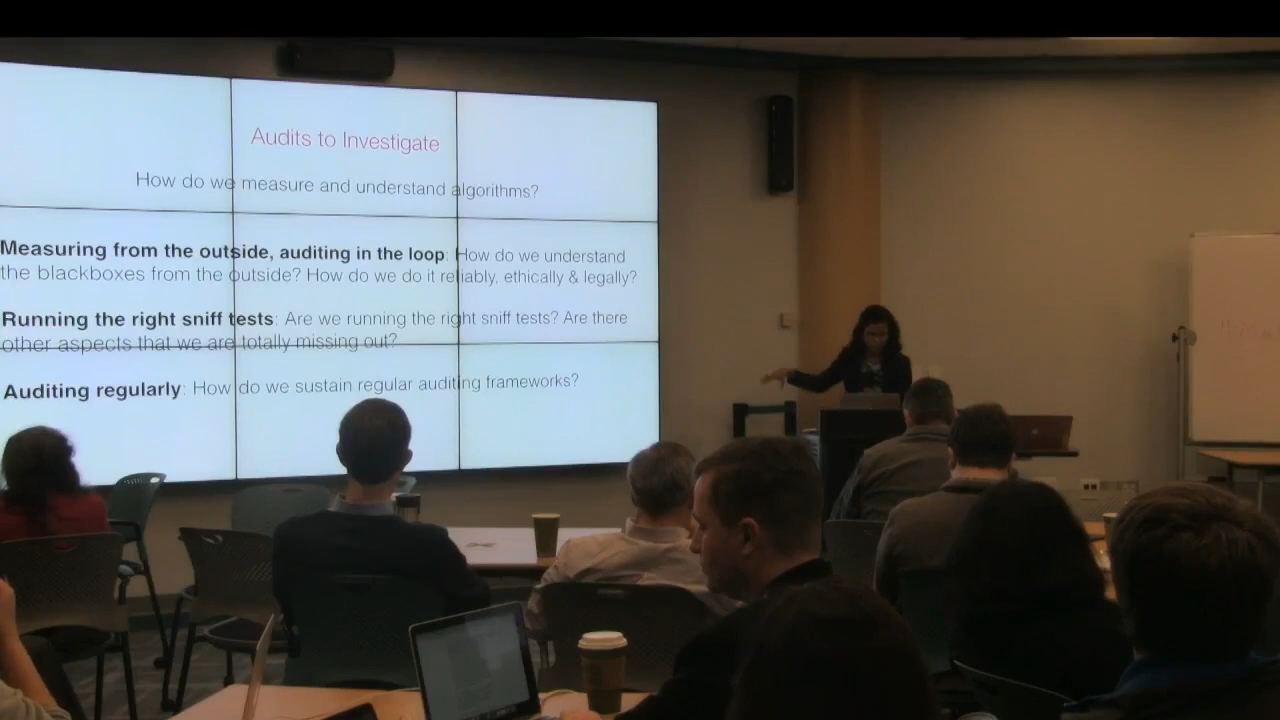 Audits to Investigate
How do we measure and understand algorithms?
Measuring from the outside, auditing in the loop: How do we understand
the blackboxes from the outside? How do we do it reliably, ethically & legally?
Running the right sniff tests: Are we running the right sniff tests? Are there
other aspects that we are totally missing out?
Auditing regularly: How do we sustain regular auditing frameworks?